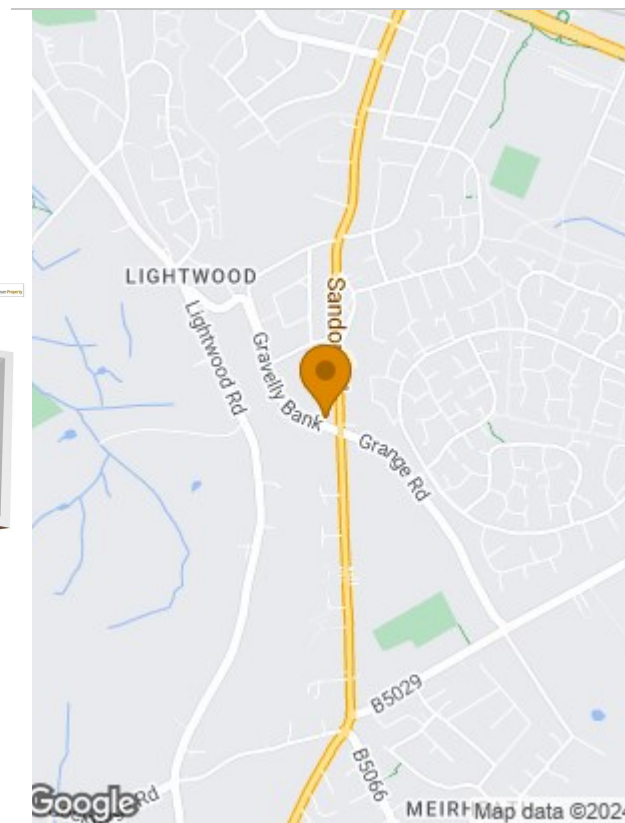 LIGHTWOOD
Sando
Lightwood Rd
Gravelly Bank
Grange Rd
B5029
B5066
Rd
MEIRH
Google
Map data ©2024